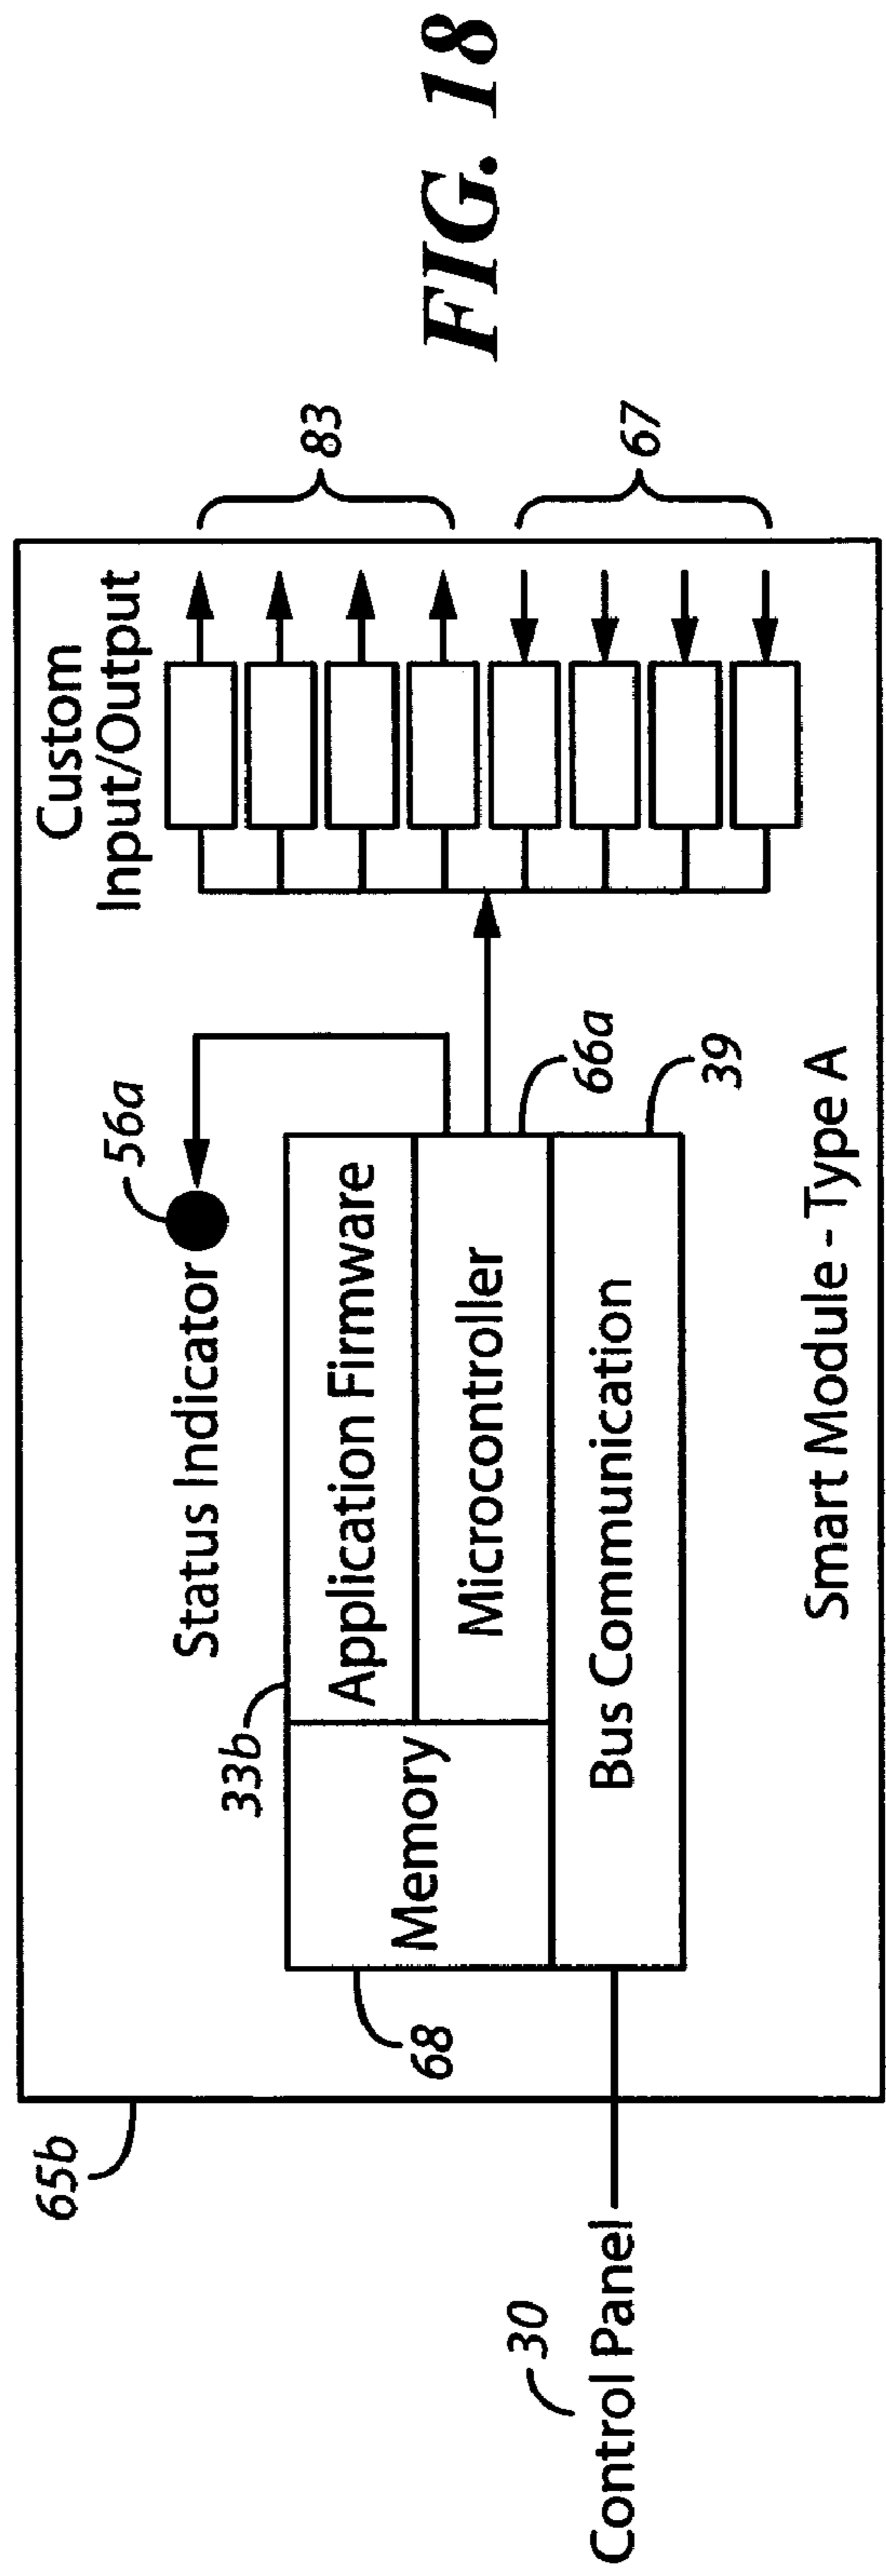 65b
Custom
Input/Output
Status Indicator
56a
83
33b
Memory
Application Firmware
Microcontroller
68
66a
67
Bus Communication
39
30
Control Panel
Smart Module - Type A
FIG. 18